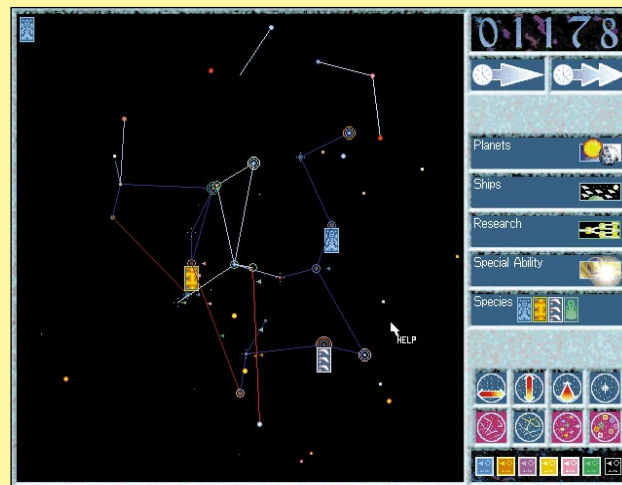 01178
Planets
Ships
Research
Special Ability
Species
HELP